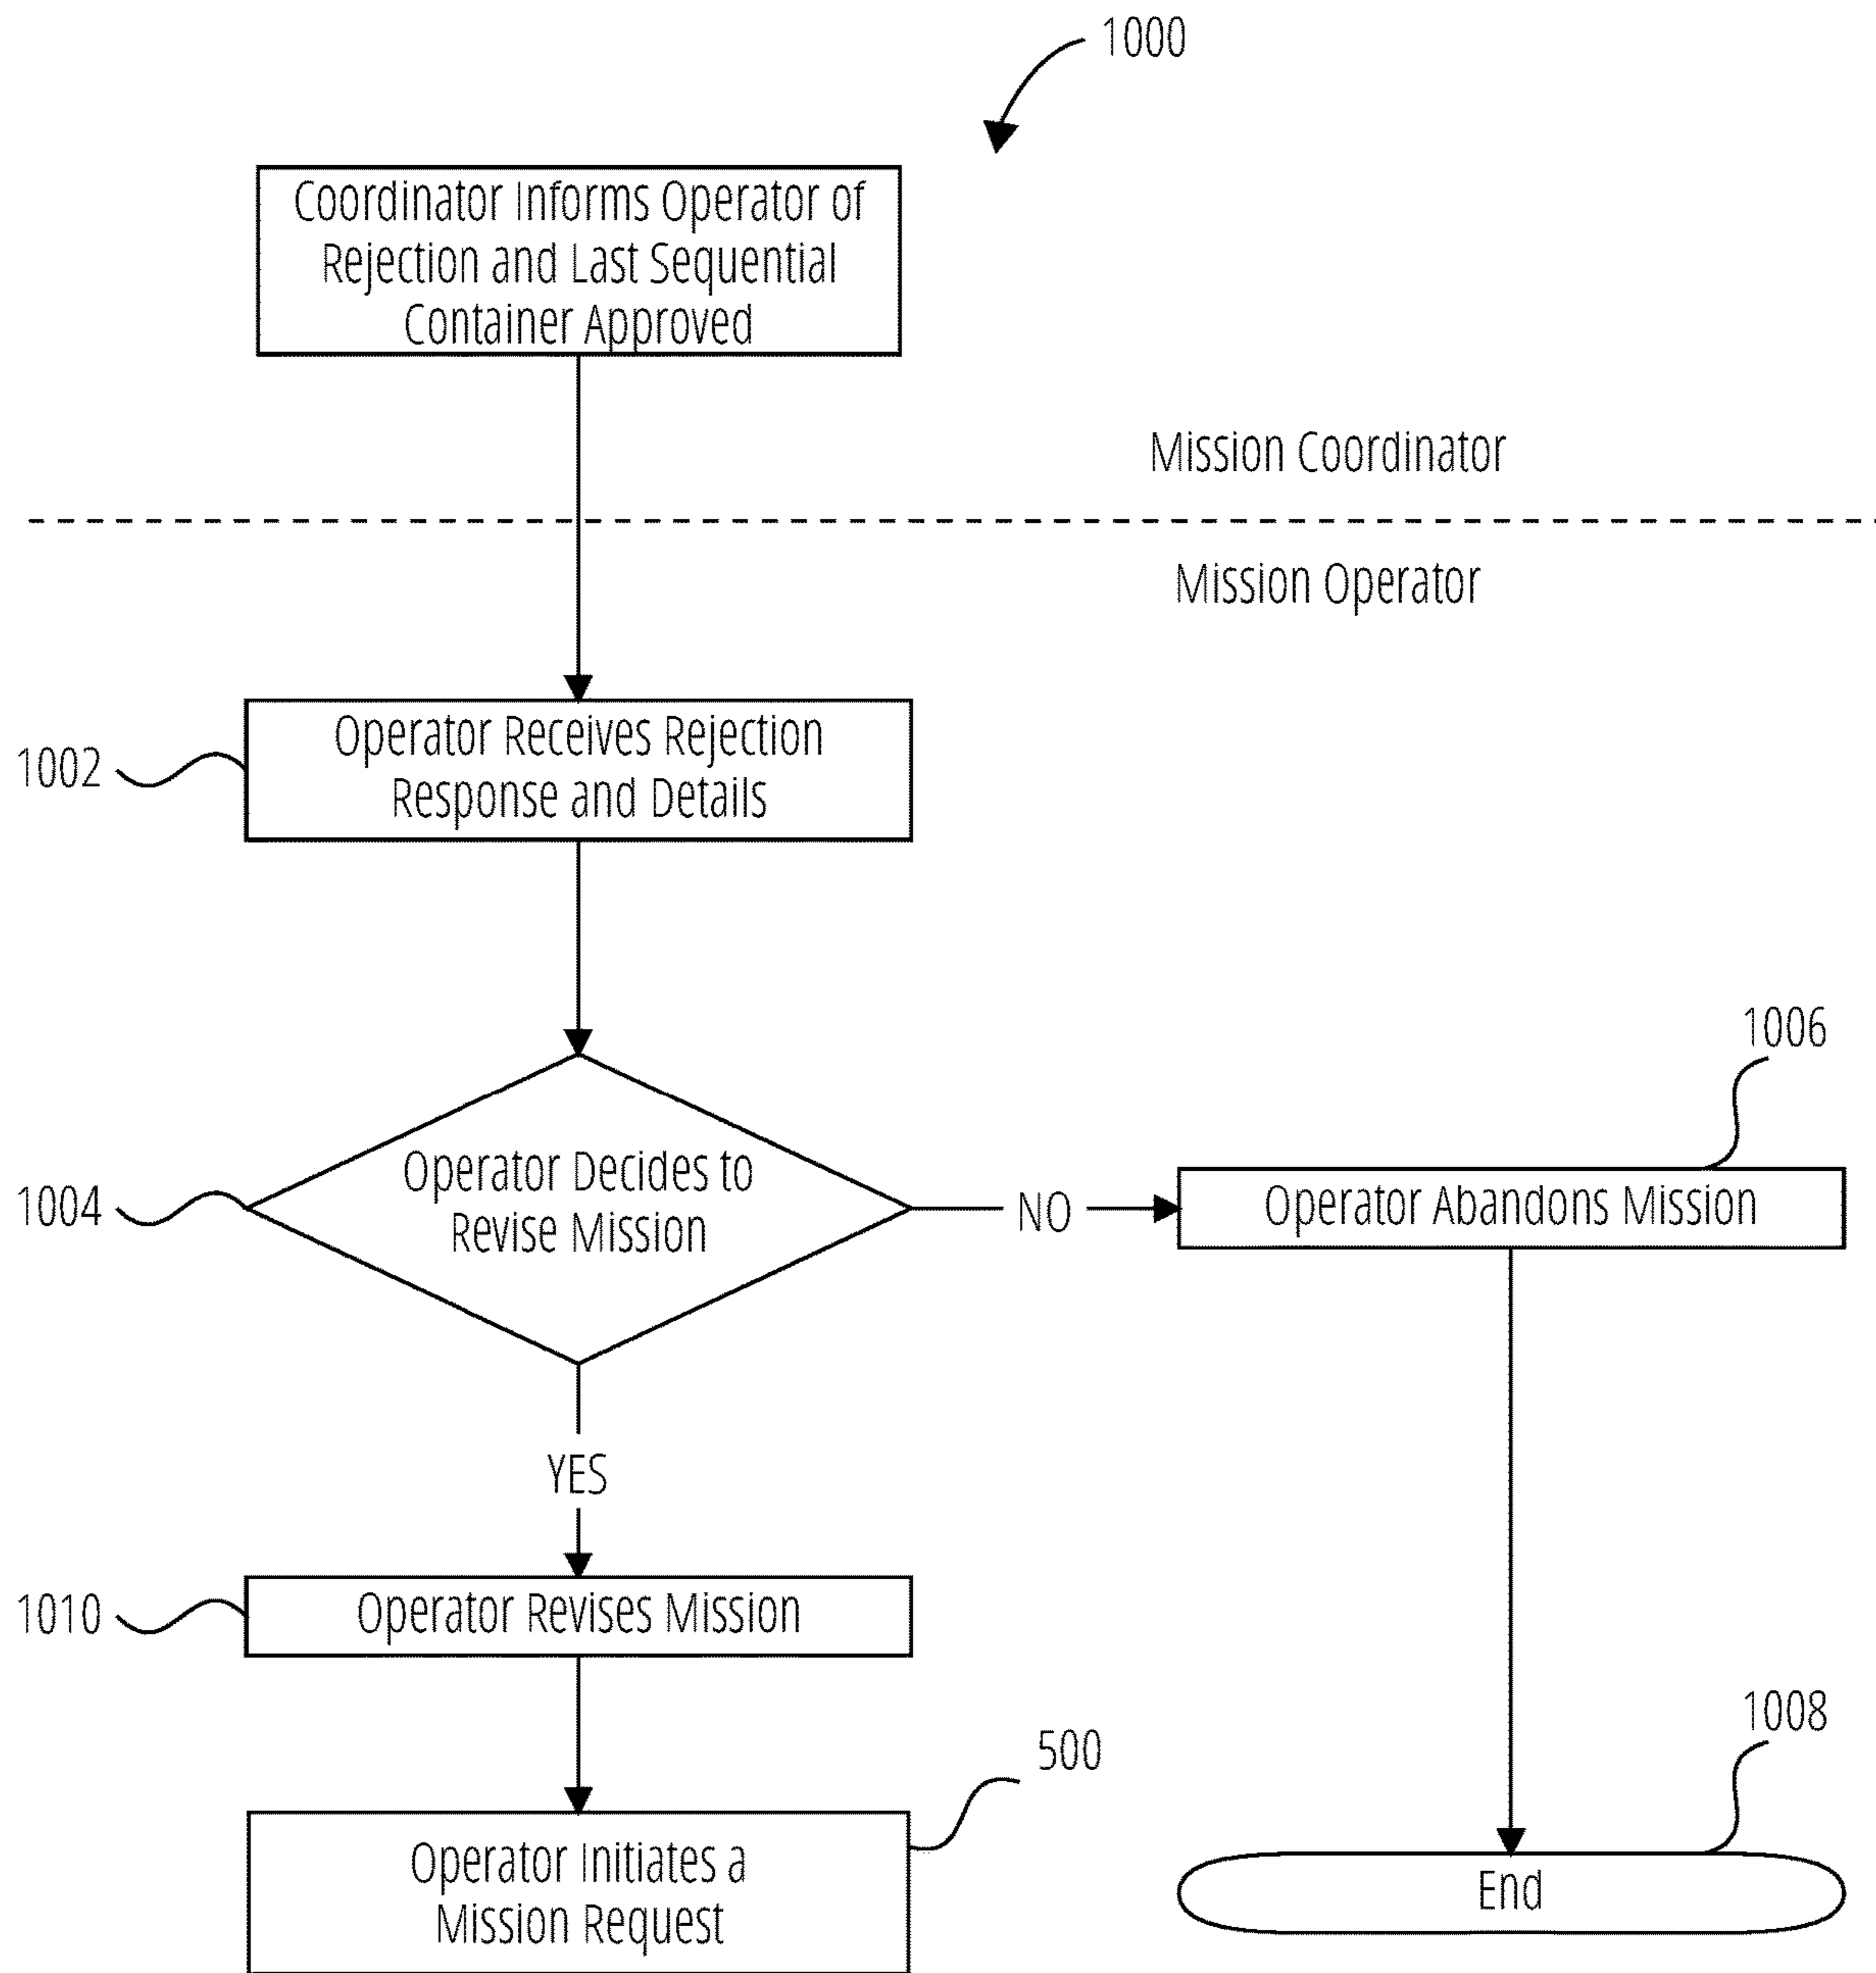 1000
Coordinator Informs Operator of
Rejection and Last Sequential
Container Approved
Mission Coordinator
Mission Operator
1002
Operator Receives Rejection
Response and Details
1004
Operator Decides to
Revise Mission
NO
1006
Operator Abandons Mission
YES
1010
Operator Revises Mission
500
Operator Initiates a
Mission Request
1008
End